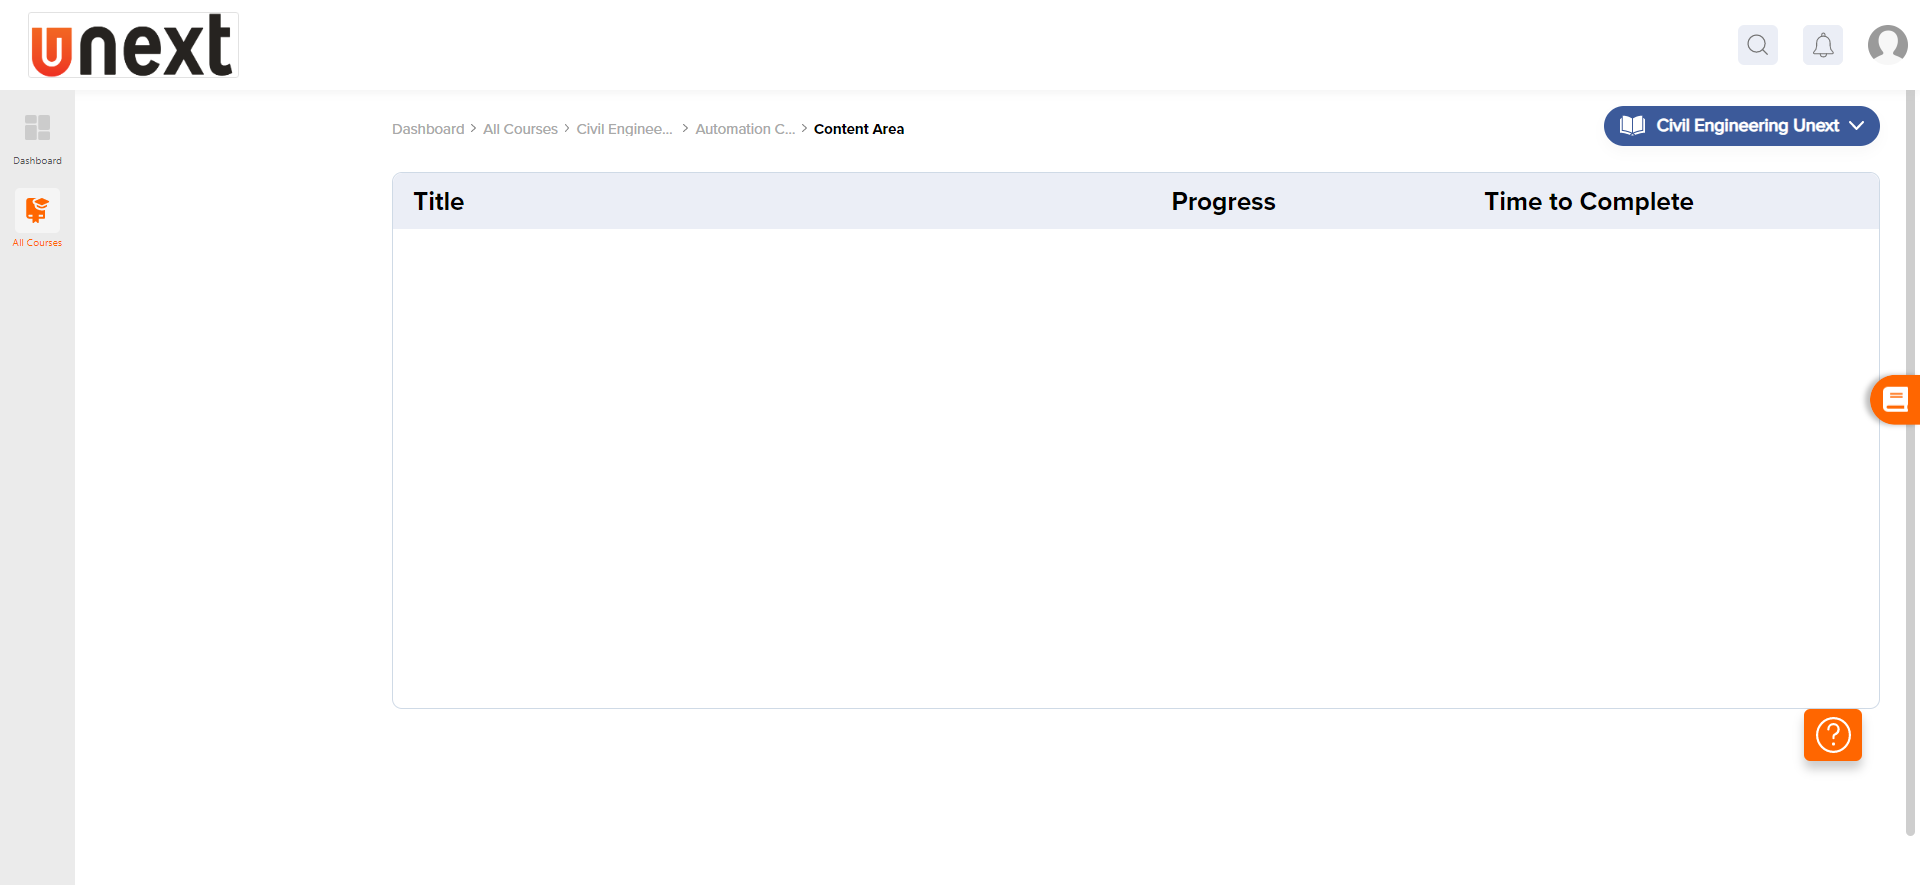 unext
Dashboard > All Courses > Civil Enginee... > Automation C... > Content Area
Civil Engineering Unext
Dashboard
All Courses
Title Progress Time to Complete